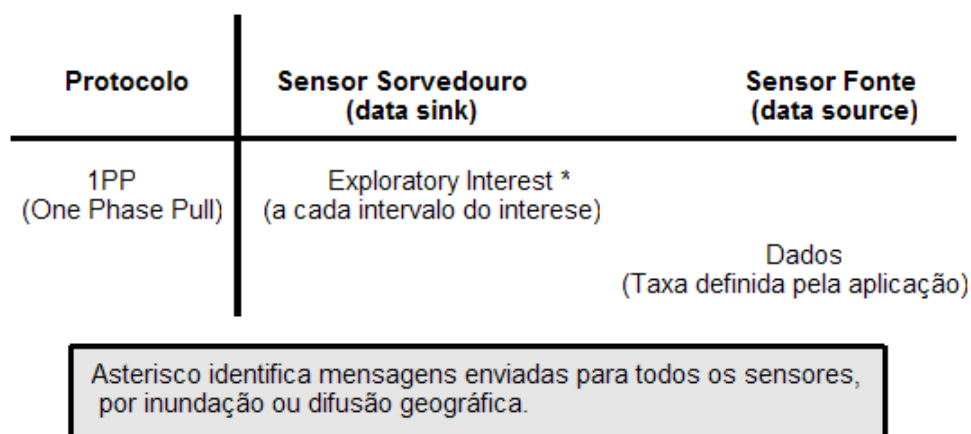 Protocolo
Sensor Sorvedouro
(data sink)
Sensor Fonte
(data source)
1PP
(One Phase Pull)
Exploratory Interest *
(a cada intervalo do interese)
Dados
(Taxa definida pela aplicação)
Asterisco identifica mensagens enviadas para todos os sensores,
por inundação ou difusão geográfica.